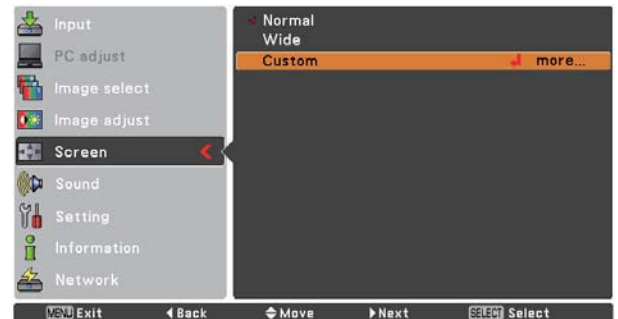 Input
PC adjust
Image select
Image adjust
Screen
Sound
Setting
Information
Network
Normal
Wide
Custom more...
MENU Exit Back Move Next SELECT Select